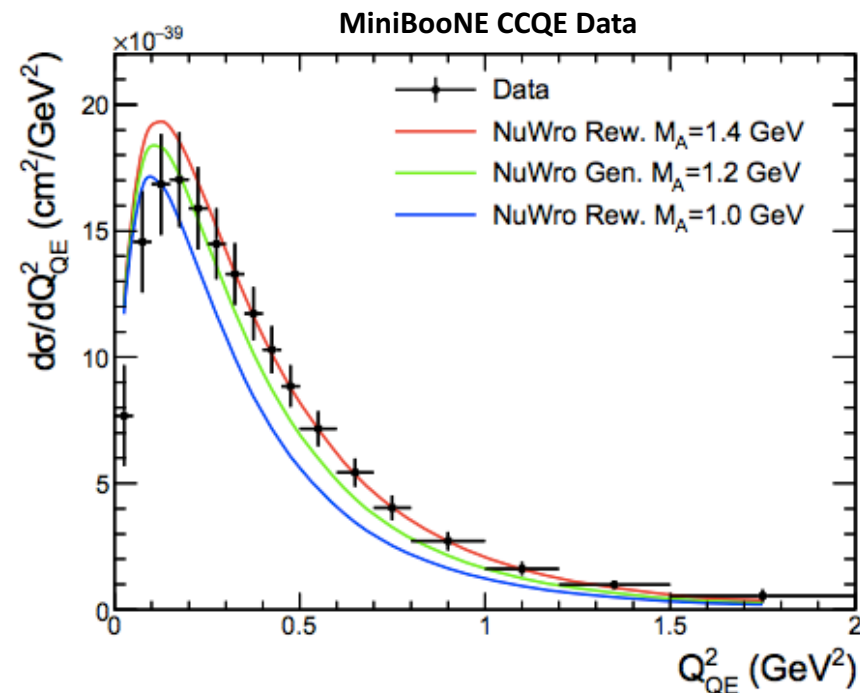 MiniBooNE CCQE Data
×10⁻³⁹
dσ/dQ²_QE (cm²/GeV²)
20
15
10
5
0
Data
NuWro Rew. M_A=1.4 GeV
NuWro Gen. M_A=1.2 GeV
NuWro Rew. M_A=1.0 GeV
0 0.5 1 1.5 2
Q²_QE (GeV²)